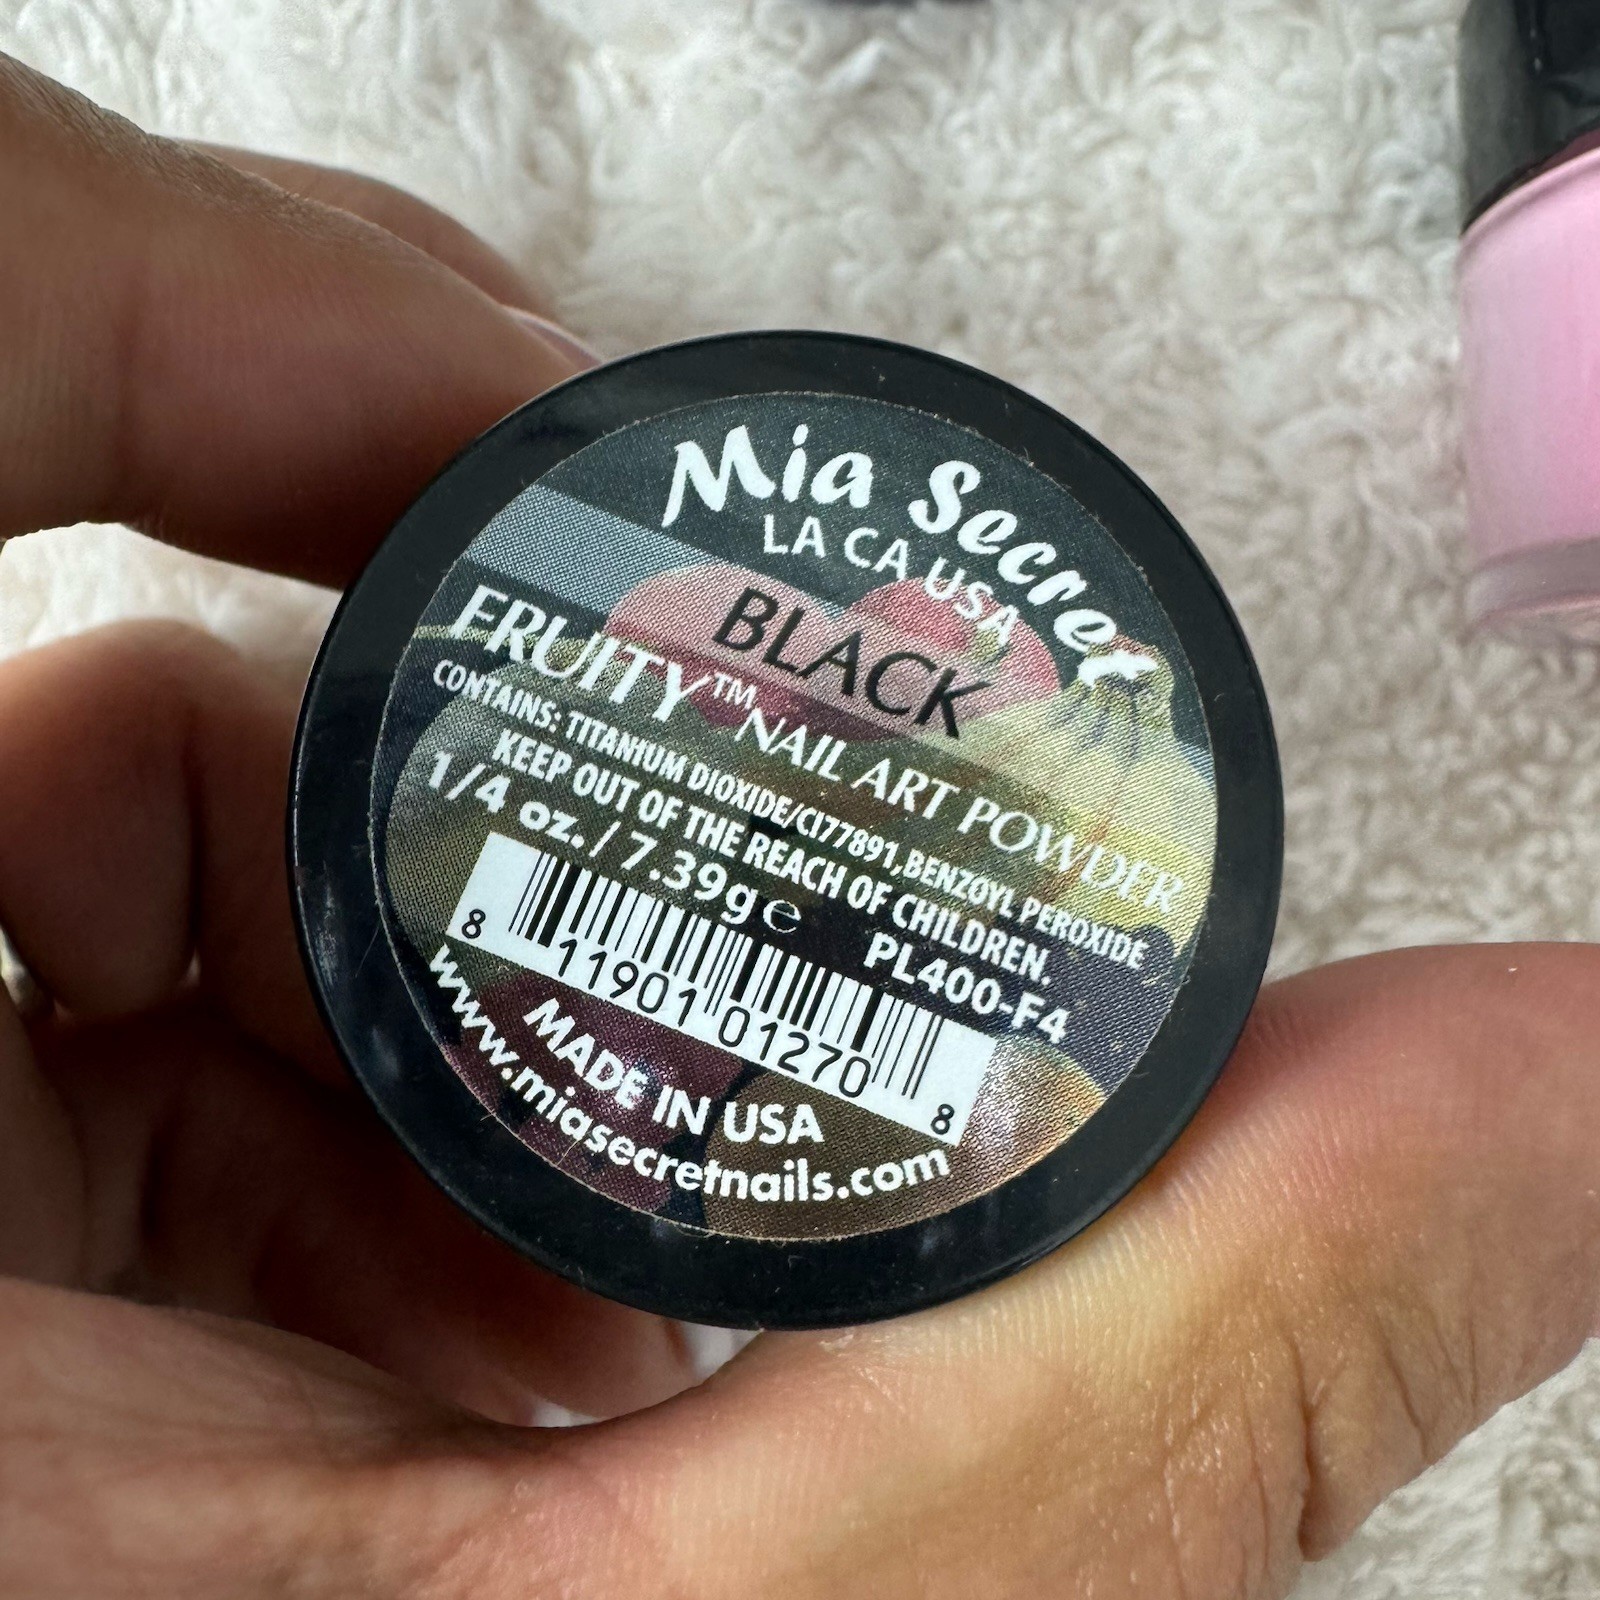 Mia Secret
LA CA USA
BLACK
FRUITY™ NAIL ART POWDER
CONTAINS: TITANIUM DIOXIDE/CI77891, BENZOYL PEROXIDE
KEEP OUT OF THE REACH OF CHILDREN.
1/4 oz. / 7.39g e PL400-F4
8 11901 01270 8
MADE IN USA
www.miasecretnails.com